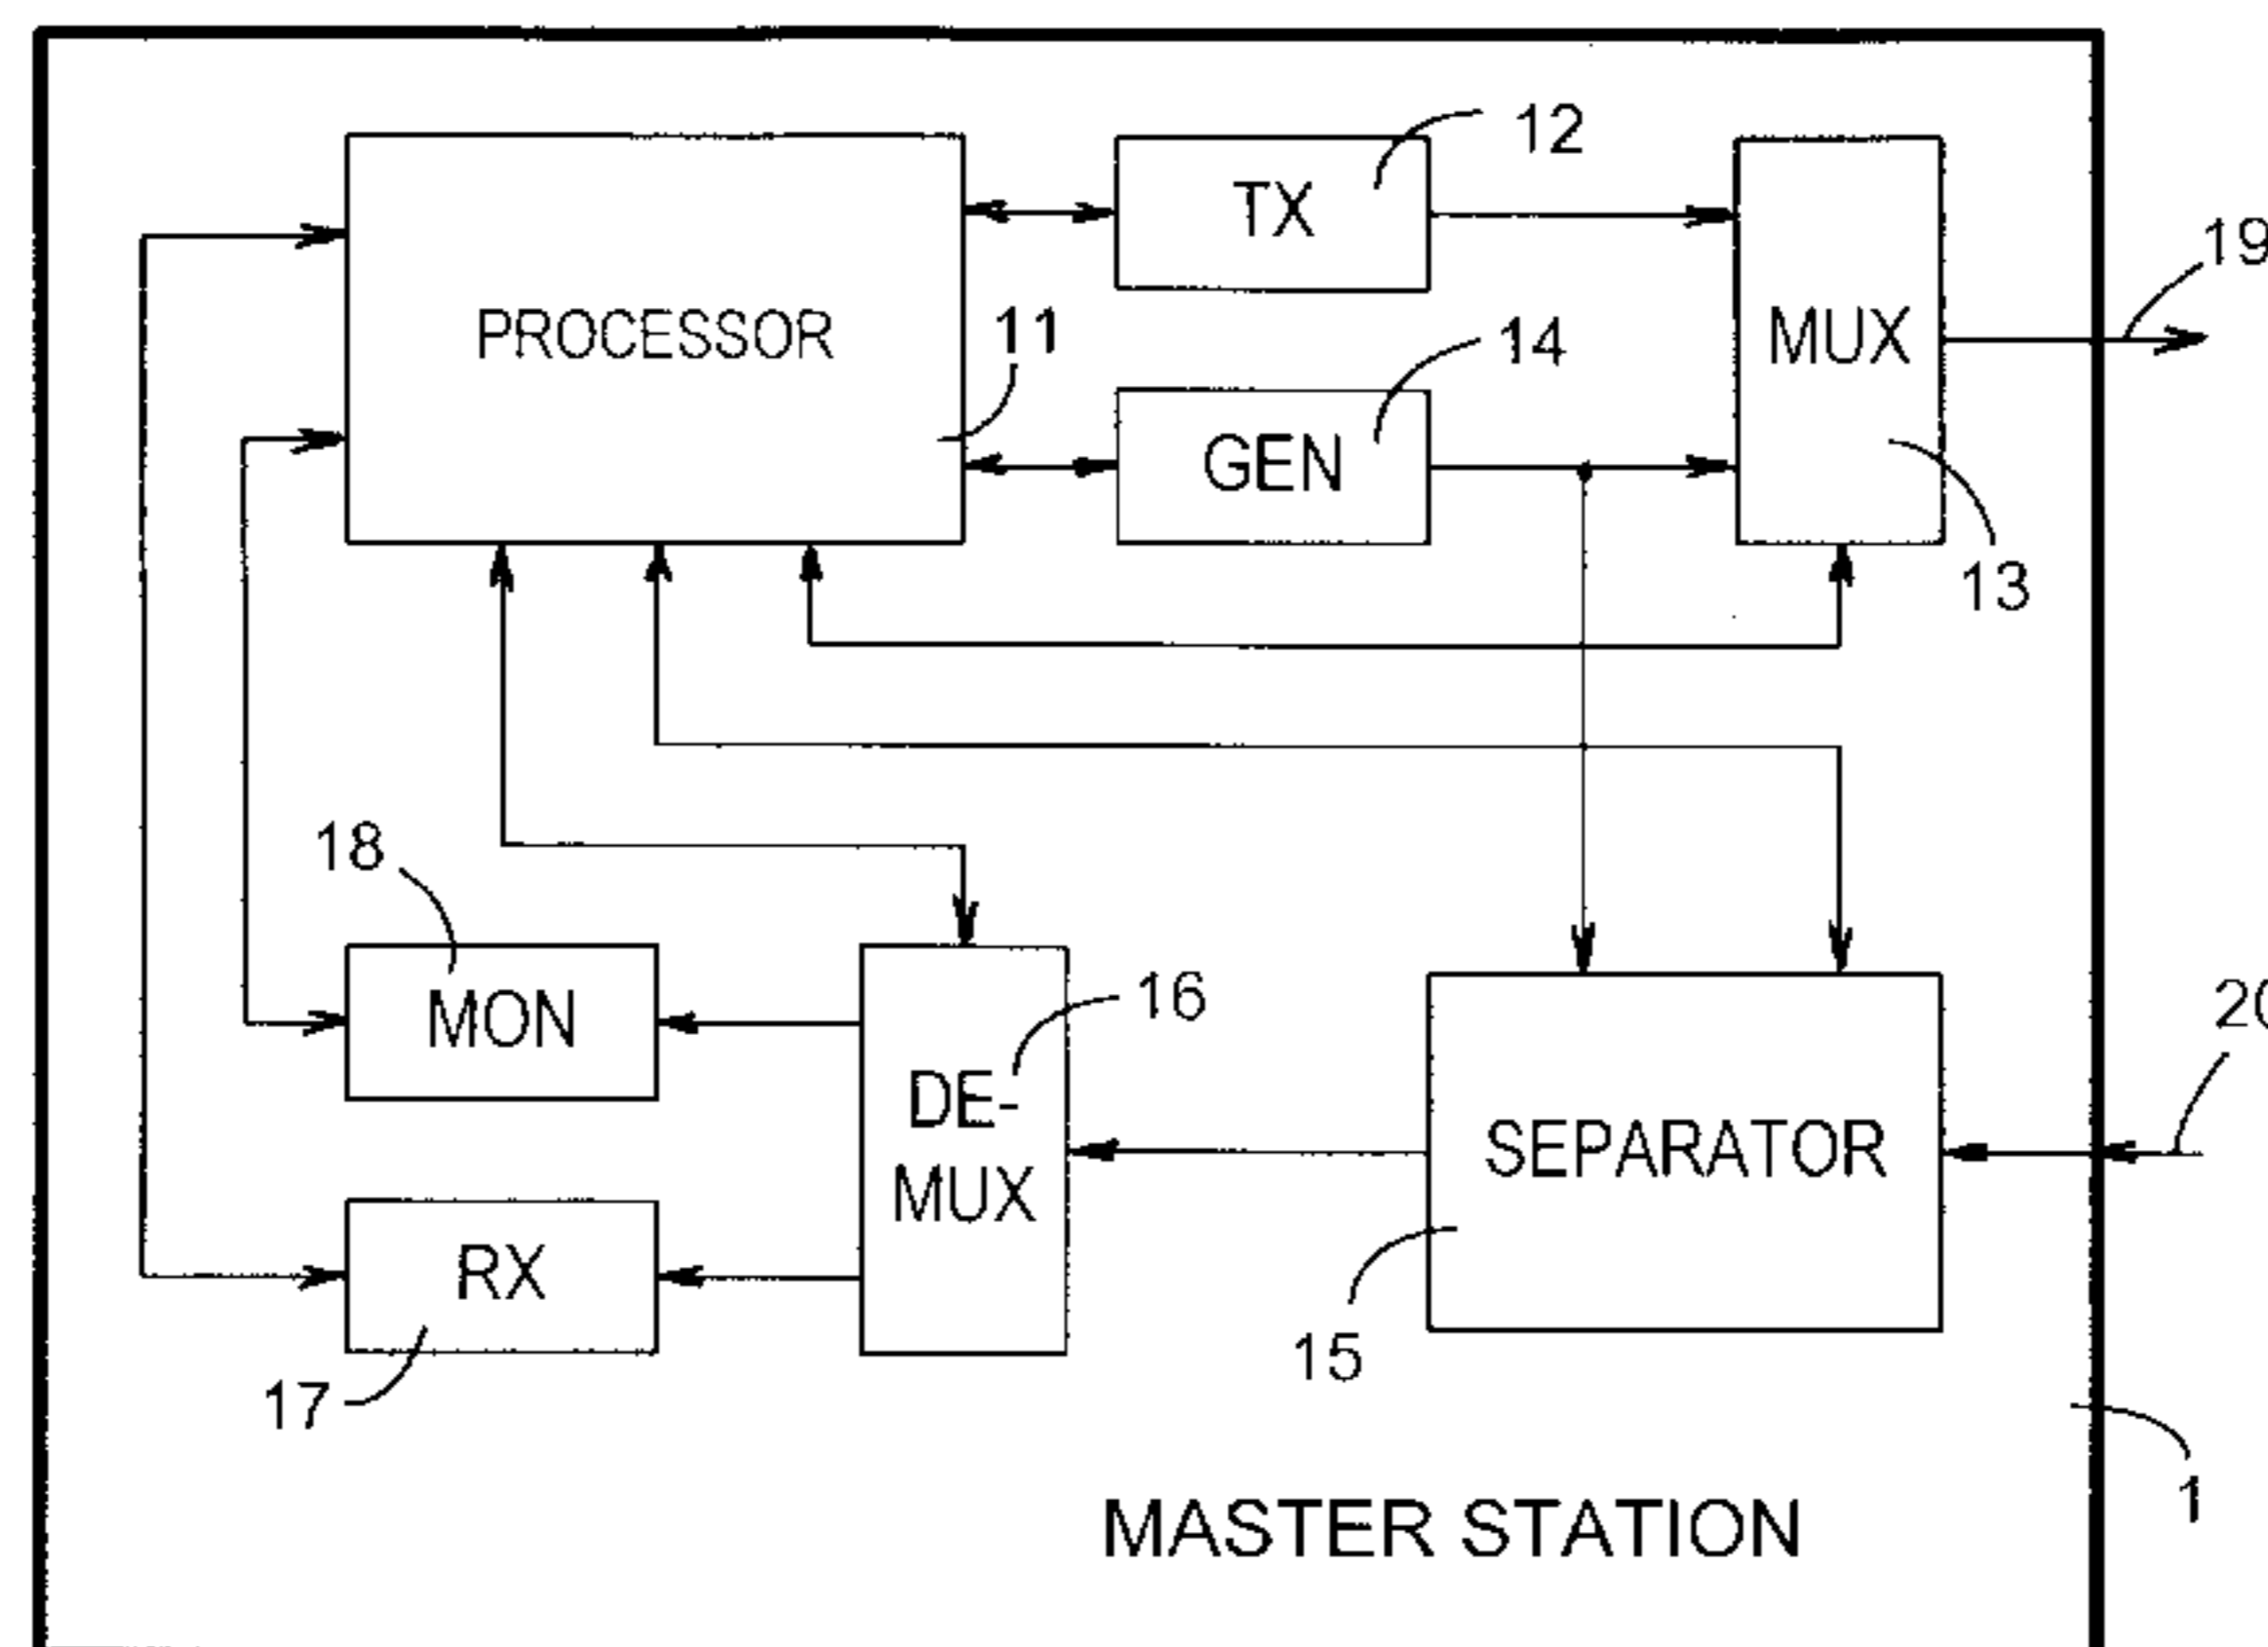 12
TX
19
PROCESSOR
11
14
MUX
GEN
13
18
MON
16
20
DE-
MUX
SEPARATOR
RX
15
17
1
MASTER STATION